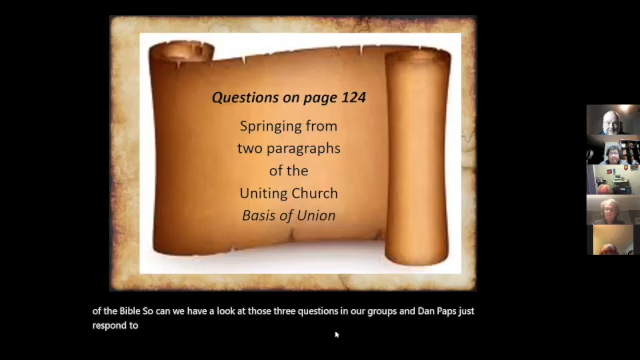 Questions on page 124
Springing from
two paragraphs
of the
Uniting Church
Basis of Union
of the Bible So can we have a look at those three questions in our groups and Dan Paps just
respond to